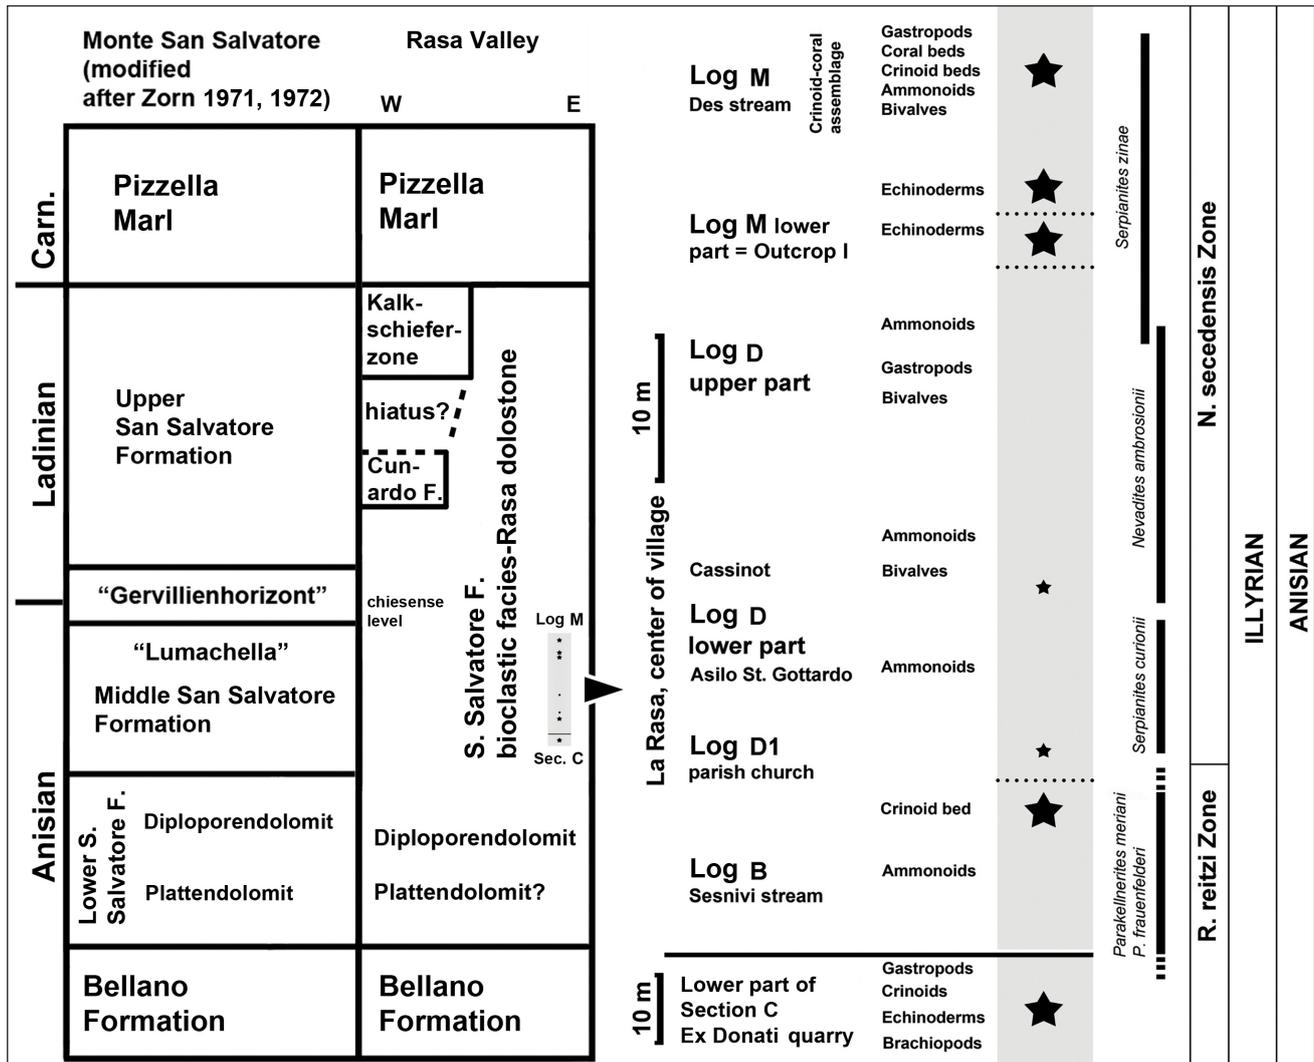 Monte San Salvatore
(modified
after Zorn 1971, 1972)
Rasa Valley
W
E
Carn.
Ladinian
Anisian
Pizzella
Marl
Upper
San Salvatore
Formation
“Gervillienhorizont”
“Lumachella”
Middle San Salvatore
Formation
Lower S.
Salvatore F.
Diploporendolomit
Plattendolomit
Bellano
Formation
Pizzella
Marl
Kalk-
schiefer-
zone
hiatus?
Cun-
ardo F.
chiesense
level
S. Salvatore F.
bioclastic facies-Rasa dolostone
Log M
Sec. C
Diploporendolomit
Plattendolomit?
Bellano
Formation
10 m
La Rasa, center of village
10 m
Log M
Des stream
Crinoid-coral
assemblage
Gastropods
Coral beds
Crinoid beds
Ammonoids
Bivalves
Echinoderms
Log M lower
part = Outcrop I
Echinoderms
Log D
upper part
Ammonoids
Gastropods
Bivalves
Ammonoids
Cassinot
Bivalves
Log D
lower part
Asilo St. Gottardo
Ammonoids
Log D1
parish church
Crinoid bed
Log B
Sesnivi stream
Ammonoids
Lower part of
Section C
Ex Donati quarry
Gastropods
Crinoids
Echinoderms
Brachiopods
Serpianites zinae
Nevadites ambrosionii
Serpianites curionii
Parakellnerites meriani
P. frauenfelderi
N. secedensis Zone
R. reitzi Zone
ILLYRIAN
ANISIAN